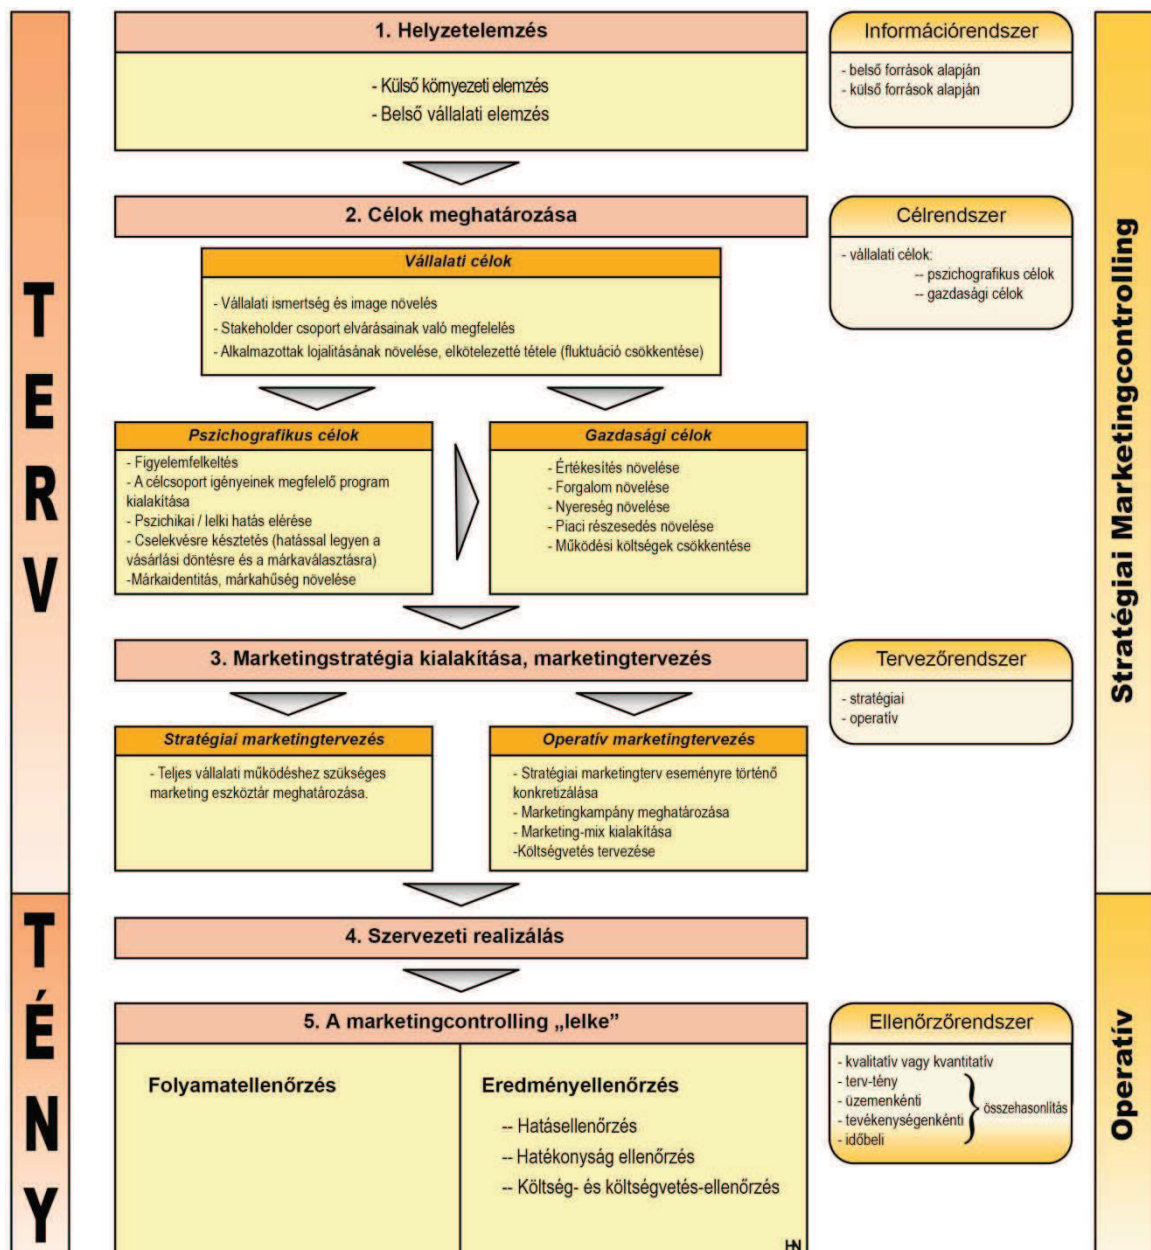 T
E
R
V
1. Helyzetelemzés
- Külső környezeti elemzés
- Belső vállalati elemzés
Információrendszer
- belső források alapján
- külső források alapján
2. Célok meghatározása
Vállalati célok
- Vállalati ismertség és image növelés
- Stakeholder csoport elvárásainak való megfelelés
- Alkalmazottak lojalitásának növelése, elkötelezetté tétele (fluktuáció csökkentése)
Célrendszer
- vállalati célok:
-- pszichografikus célok
-- gazdasági célok
Pszichografikus célok
- Figyelemfelkeltés
- A célcsoport igényeinek megfelelő program
kialakítása
- Pszichikai / lelki hatás elérése
- Cselekvésre késztetés (hatással legyen a
vásárlási döntésre és a márkaválasztásra)
-Márkaidentitás, márkahűség növelése
Gazdasági célok
- Értékesítés növelése
- Forgalom növelése
- Nyereség növelése
- Piaci részesedés növelése
- Működési költségek csökkentése
3. Marketingstratégia kialakítása, marketingtervezés
Tervezőrendszer
- stratégiai
- operatív
Stratégiai marketingtervezés
- Teljes vállalati működéshez szükséges
marketing eszköztár meghatározása.
Operatív marketingtervezés
- Stratégiai marketingterv eseményre történő
konkretizálása
- Marketingkampány meghatározása
- Marketing-mix kialakítása
-Költségvetés tervezése
Stratégiai Marketingcontrolling
T
É
N
Y
4. Szervezeti realizálás
5. A marketingcontrolling „lelke”
Folyamatellenőrzés
Eredményellenőrzés
-- Hatásellenőrzés
-- Hatékonyság ellenőrzés
-- Költség- és költségvetés-ellenőrzés
HN
Ellenőrzőrendszer
- kvalitatív vagy kvantitatív
- terv-tény
- üzemenkénti
- tevékenységenkénti
- időbeli
összehasonlítás
Operatív